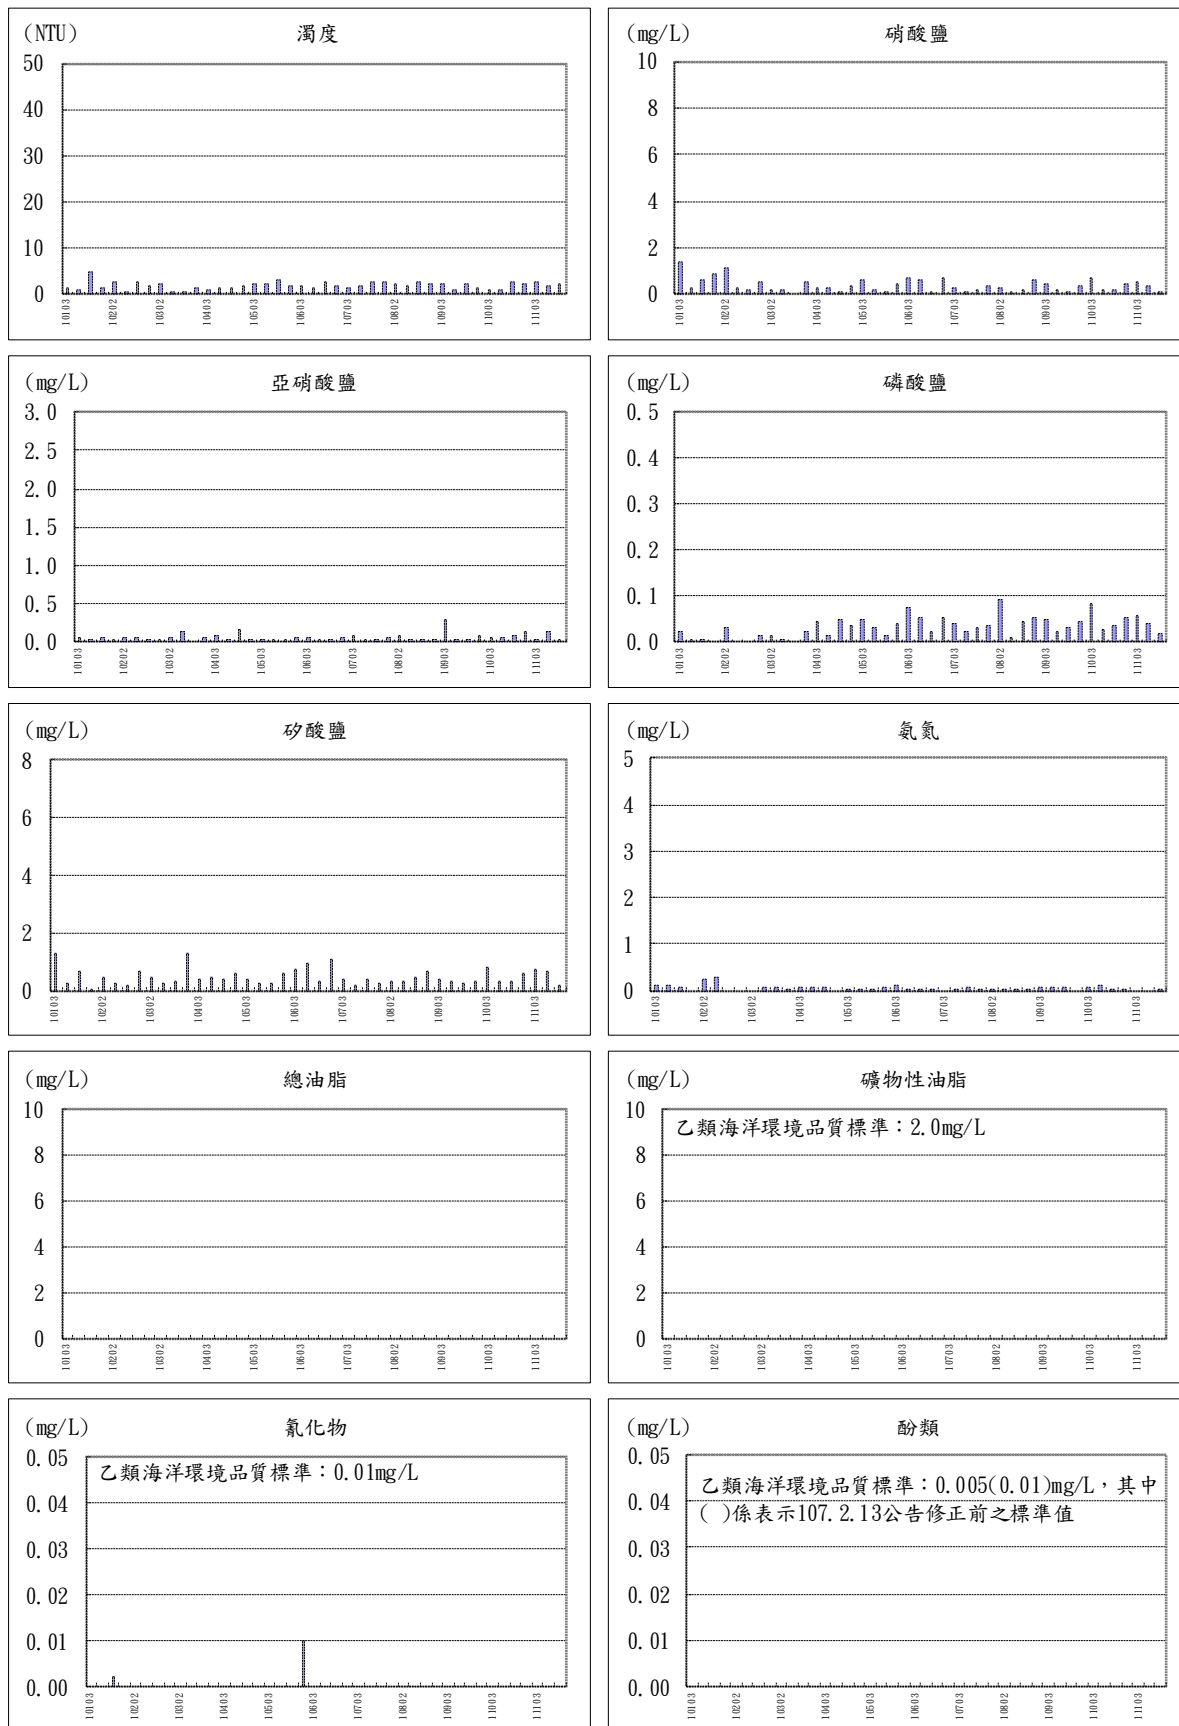 (NTU) 濁度
50
40
30
20
10
0
10103 10202 10302 10403 10503 10603 10703 10802 10903 11003 11103
(mg/L) 硝酸鹽
10
8
6
4
2
0
10103 10202 10302 10403 10503 10603 10703 10802 10903 11003 11103
(mg/L) 亞硝酸鹽
3.0
2.5
2.0
1.5
1.0
0.5
0.0
10103 10202 10302 10403 10503 10603 10703 10802 10903 11003 11103
(mg/L) 磷酸鹽
0.5
0.4
0.3
0.2
0.1
0.0
10103 10202 10302 10403 10503 10603 10703 10802 10903 11003 11103
(mg/L) 矽酸鹽
8
6
4
2
0
10103 10202 10302 10403 10503 10603 10703 10802 10903 11003 11103
(mg/L) 氨氮
5
4
3
2
1
0
10103 10202 10302 10403 10503 10603 10703 10802 10903 11003 11103
(mg/L) 總油脂
10
8
6
4
2
0
10103 10202 10302 10403 10503 10603 10703 10802 10903 11003 11103
(mg/L) 礦物性油脂
乙類海洋環境品質標準：2.0mg/L
10
8
6
4
2
0
10103 10202 10302 10403 10503 10603 10703 10802 10903 11003 11103
(mg/L) 氰化物
乙類海洋環境品質標準：0.01mg/L
0.05
0.04
0.03
0.02
0.01
0.00
10103 10202 10302 10403 10503 10603 10703 10802 10903 11003 11103
(mg/L) 酚類
乙類海洋環境品質標準：0.005(0.01)mg/L，其中
( )係表示107.2.13公告修正前之標準值
0.05
0.04
0.03
0.02
0.01
0.00
10103 10202 10302 10403 10503 10603 10703 10802 10903 11003 11103